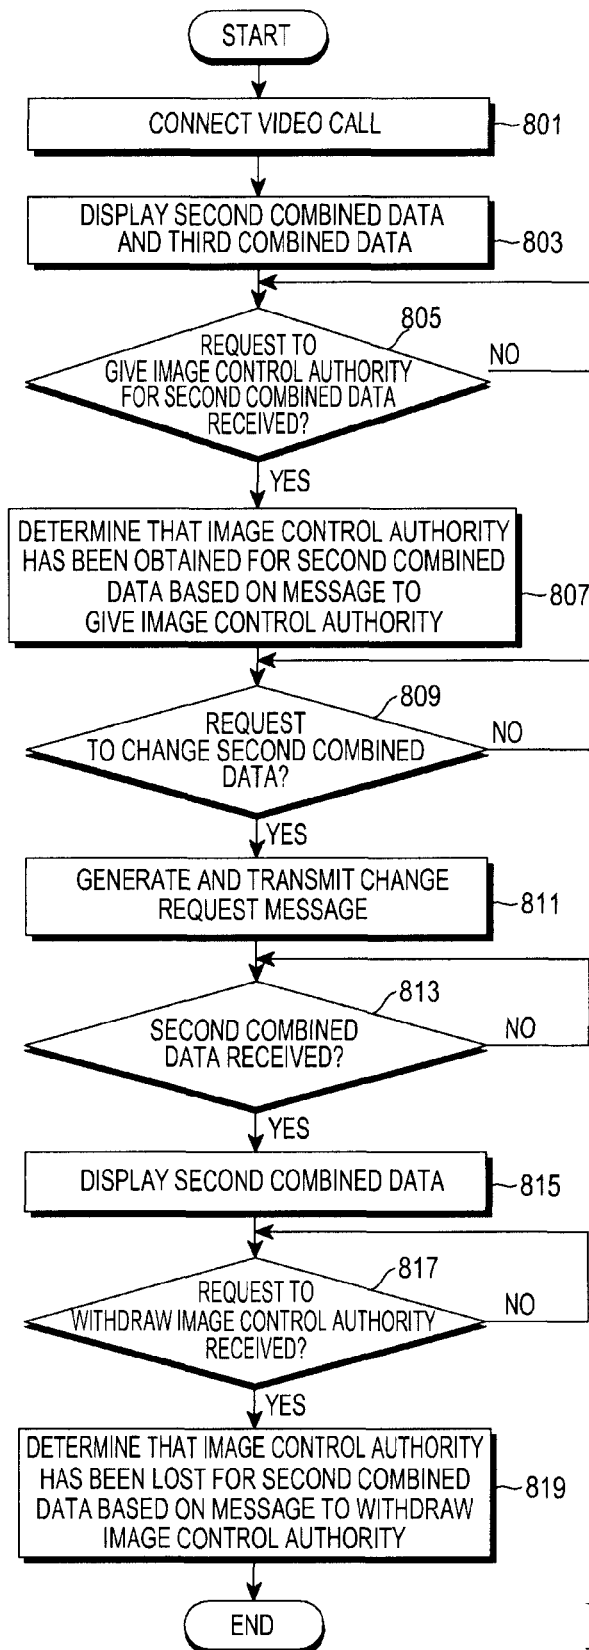 START
CONNECT VIDEO CALL
801
DISPLAY SECOND COMBINED DATA
AND THIRD COMBINED DATA
803
805
REQUEST TO
GIVE IMAGE CONTROL AUTHORITY
FOR SECOND COMBINED DATA
RECEIVED?
NO
YES
DETERMINE THAT IMAGE CONTROL AUTHORITY
HAS BEEN OBTAINED FOR SECOND COMBINED
DATA BASED ON MESSAGE TO
GIVE IMAGE CONTROL AUTHORITY
807
809
REQUEST
TO CHANGE SECOND COMBINED
DATA?
NO
YES
GENERATE AND TRANSMIT CHANGE
REQUEST MESSAGE
811
813
SECOND COMBINED
DATA RECEIVED?
NO
YES
DISPLAY SECOND COMBINED DATA
815
817
REQUEST TO
WITHDRAW IMAGE CONTROL AUTHORITY
RECEIVED?
NO
YES
DETERMINE THAT IMAGE CONTROL AUTHORITY
HAS BEEN LOST FOR SECOND COMBINED
DATA BASED ON MESSAGE TO WITHDRAW
IMAGE CONTROL AUTHORITY
819
END